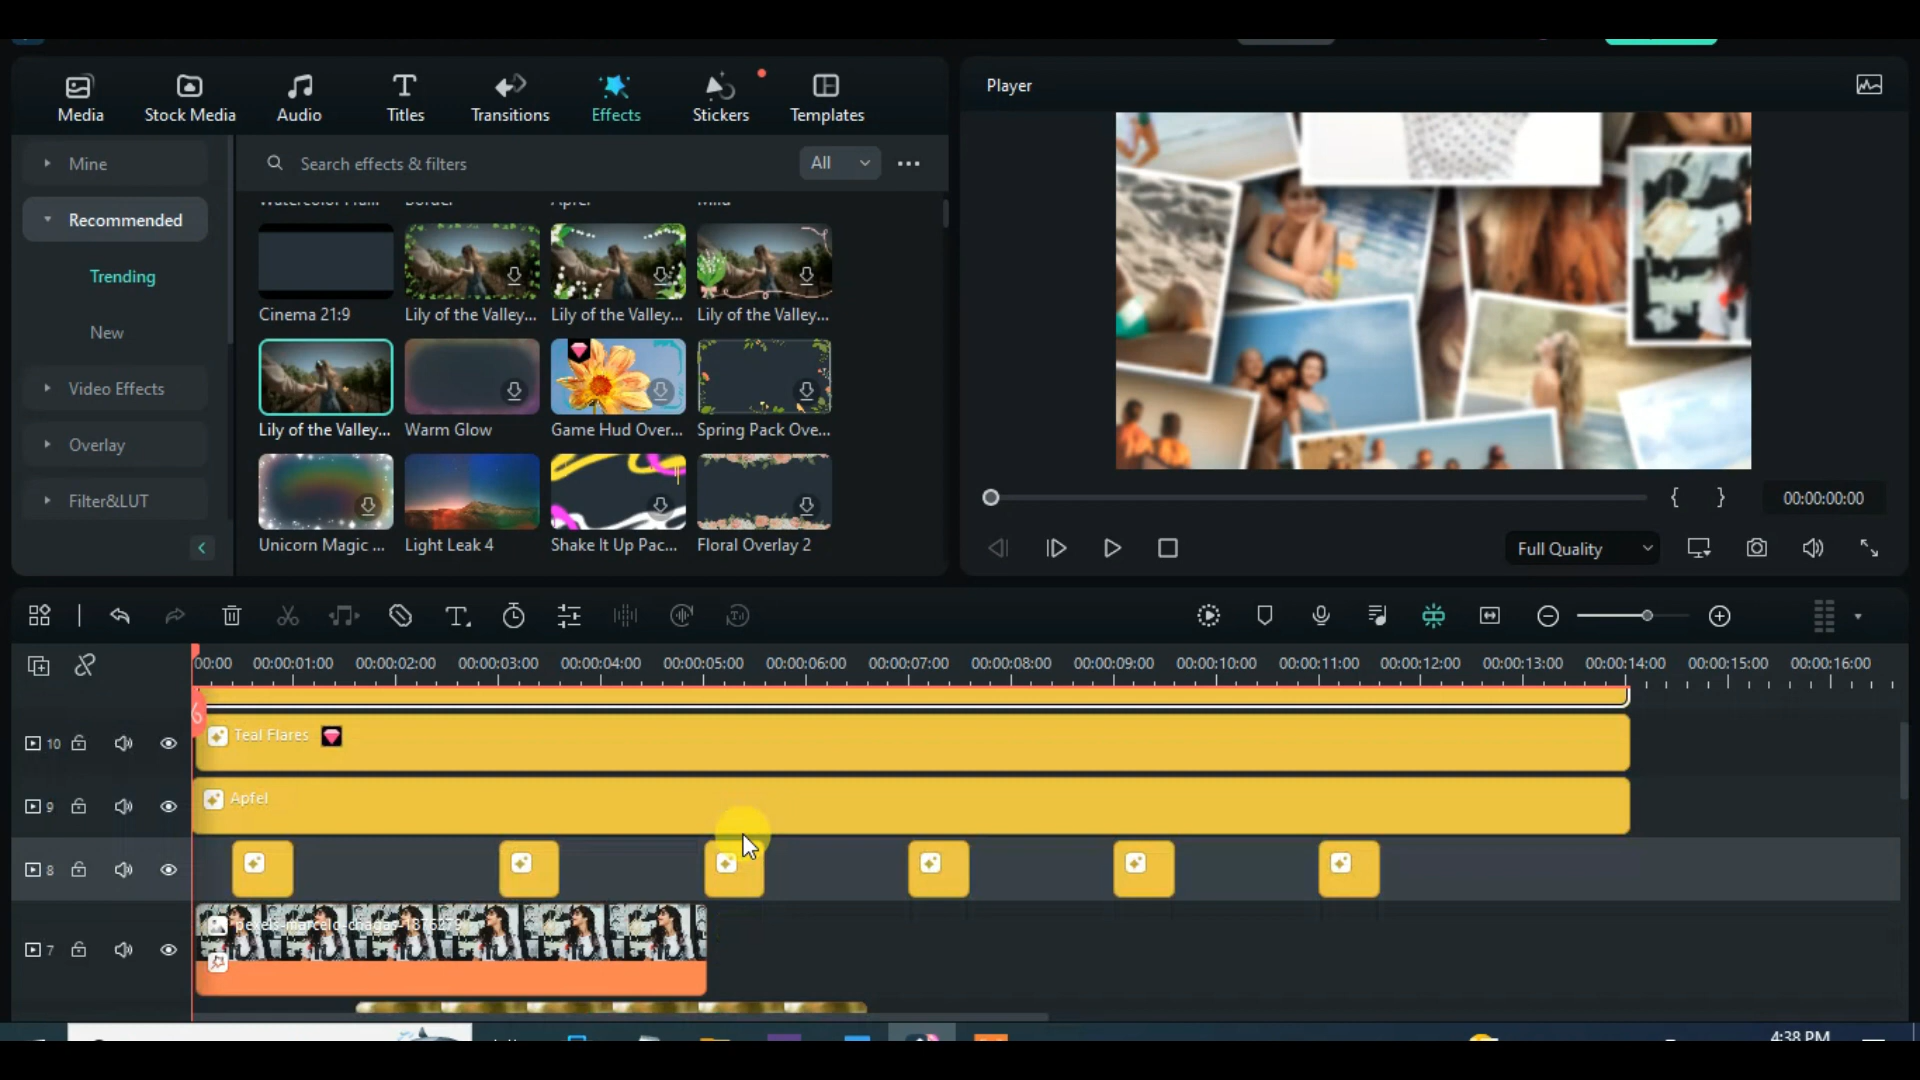 Media
Stock Media
Audio
Titles
Transitions
Effects
Stickers
Templates
Player
Mine
Recommended
Trending
New
Video Effects
Overlay
Filter&LUT
Search effects & filters
All
Cinema 21:9
Lily of the Valley...
Lily of the Valley...
Lily of the Valley...
Lily of the Valley...
Warm Glow
Game Hud Over...
Spring Pack Ove...
Unicorn Magic ...
Light Leak 4
Shake It Up Pac...
Floral Overlay 2
00:00:00:00
Full Quality
00:00
00:00:01:00
00:00:02:00
00:00:03:00
00:00:04:00
00:00:05:00
00:00:06:00
00:00:07:00
00:00:08:00
00:00:09:00
00:00:10:00
00:00:11:00
00:00:12:00
00:00:13:00
00:00:14:00
00:00:15:00
00:00:16:00
10
Teal Flares
9
Apfel
8
7
pexels-marcelo-chagas-1876279
4:38 PM